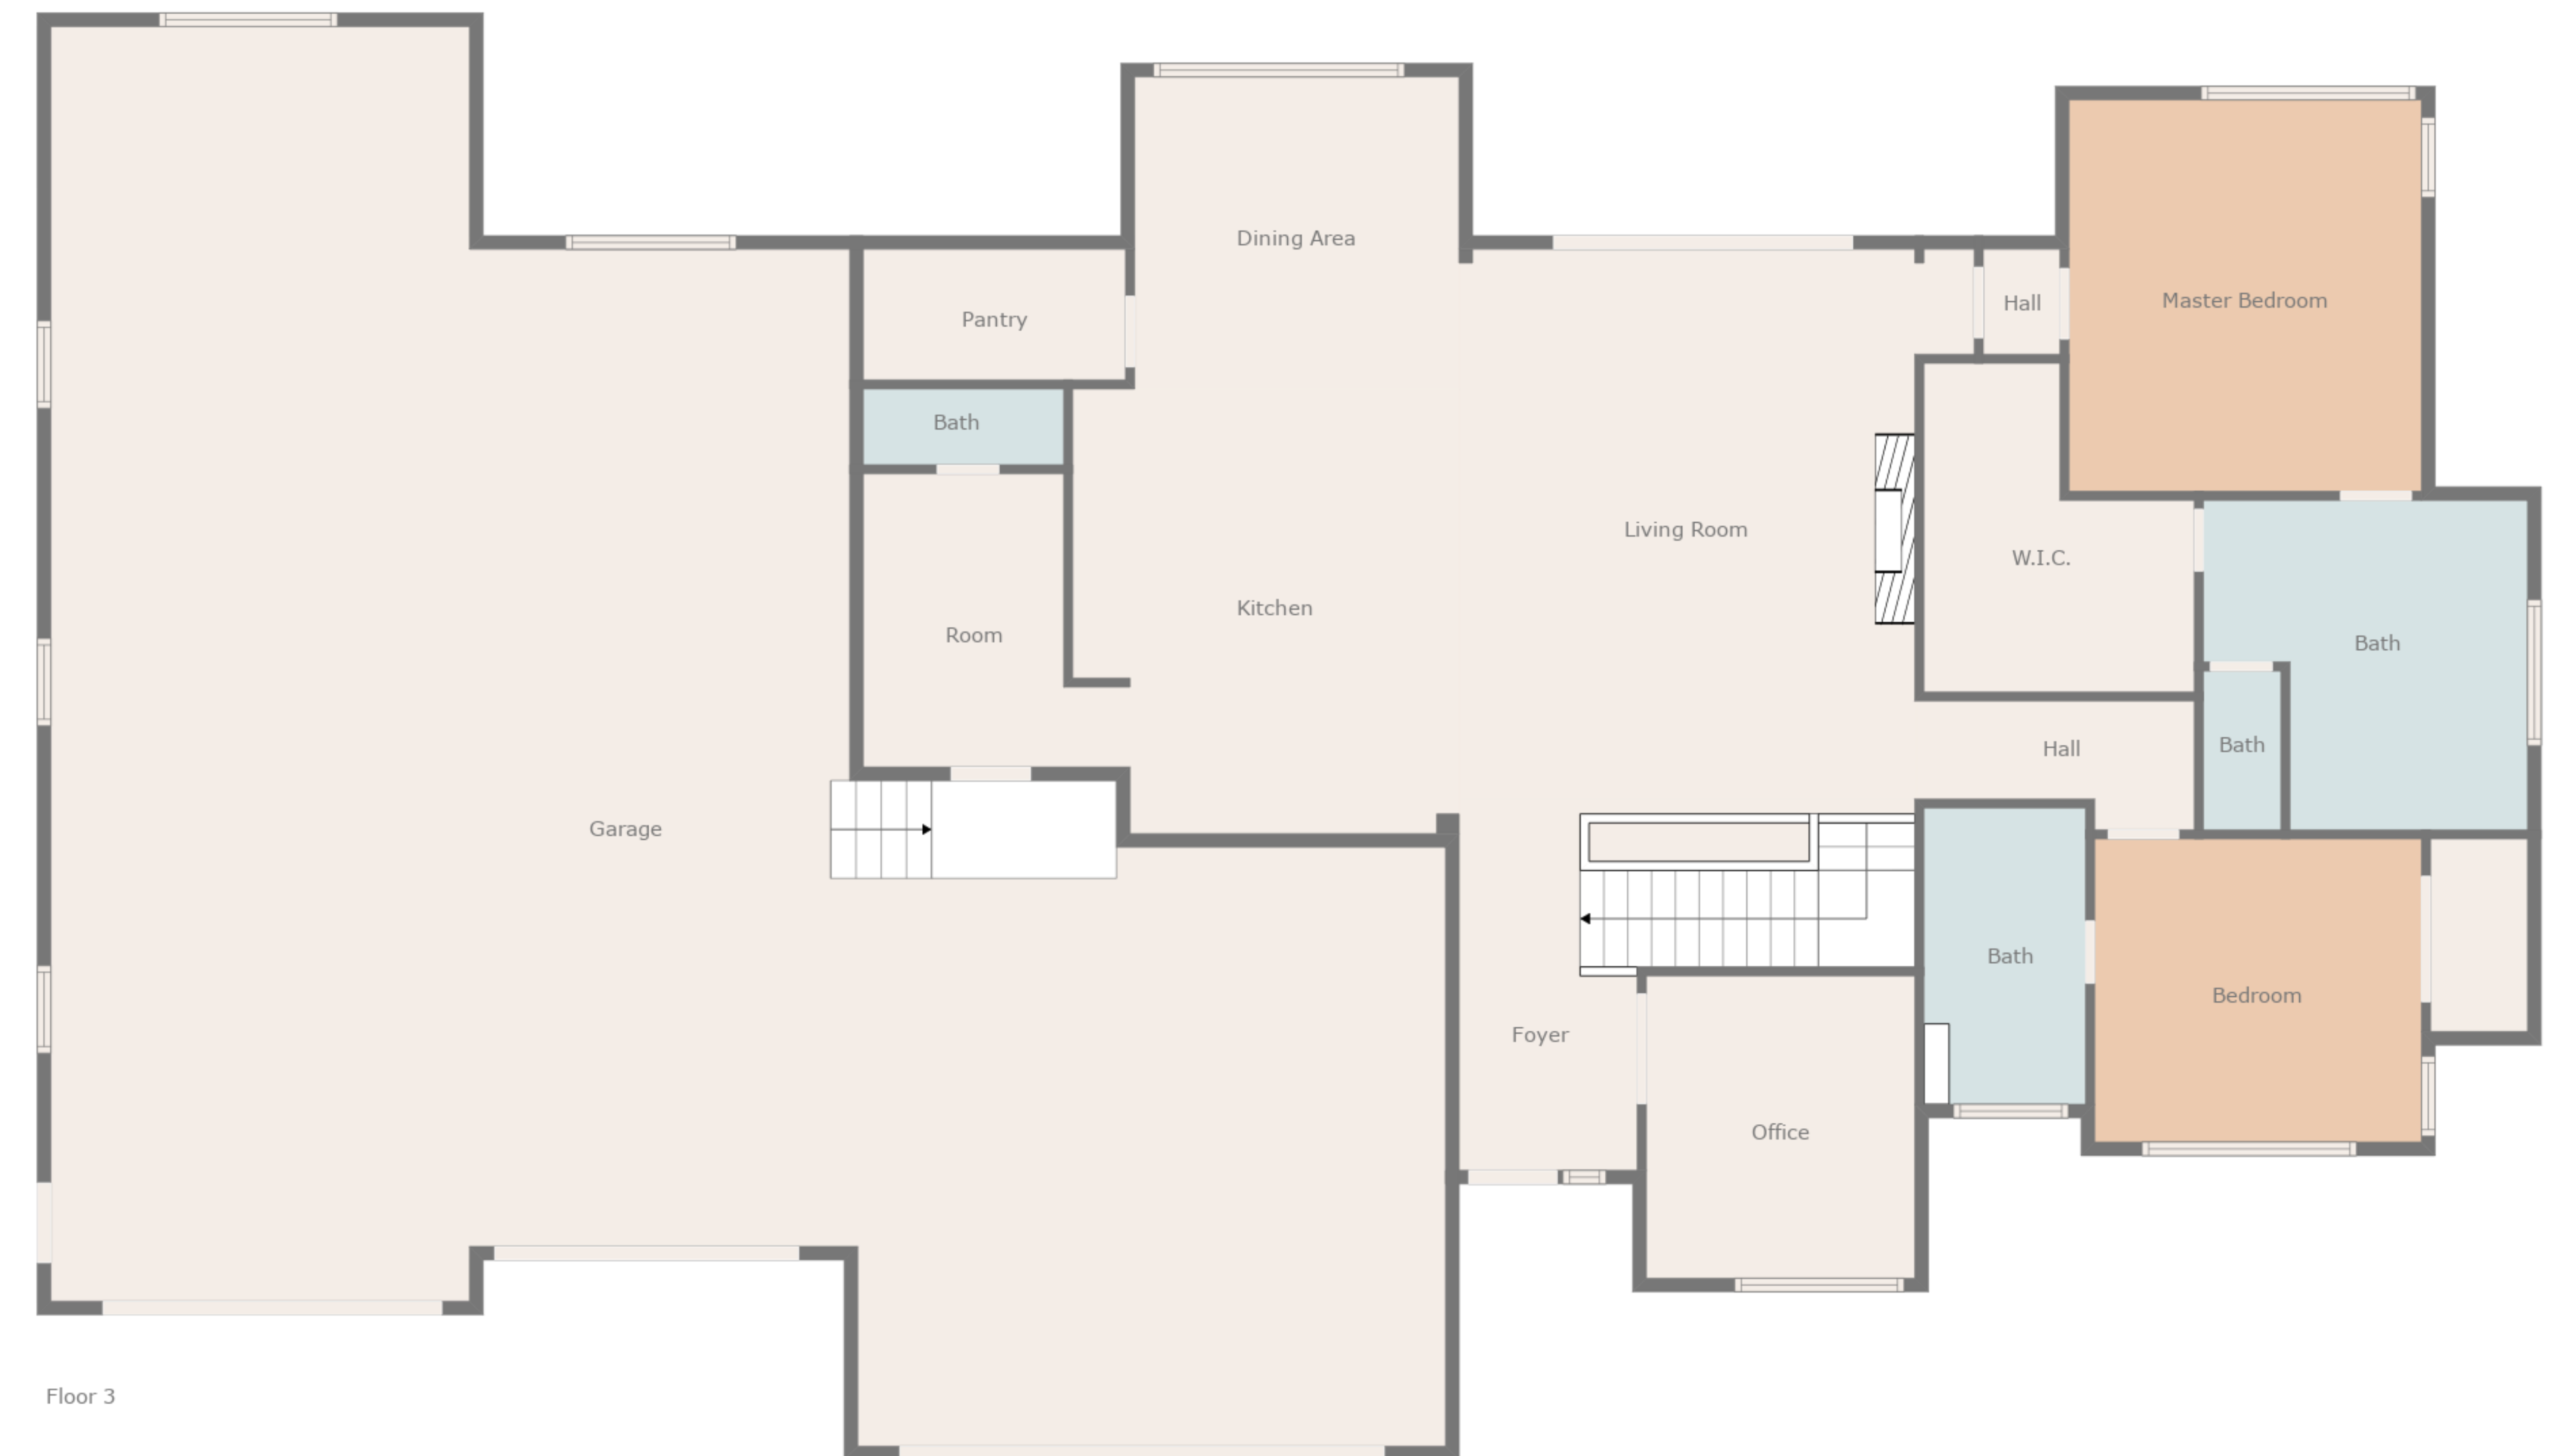 Dining Area
Master Bedroom
Hall
Pantry
Bath
Living Room
W.I.C.
Kitchen
Room
Bath
Bath
Hall
Garage
Bath
Bedroom
Foyer
Office
Floor 3